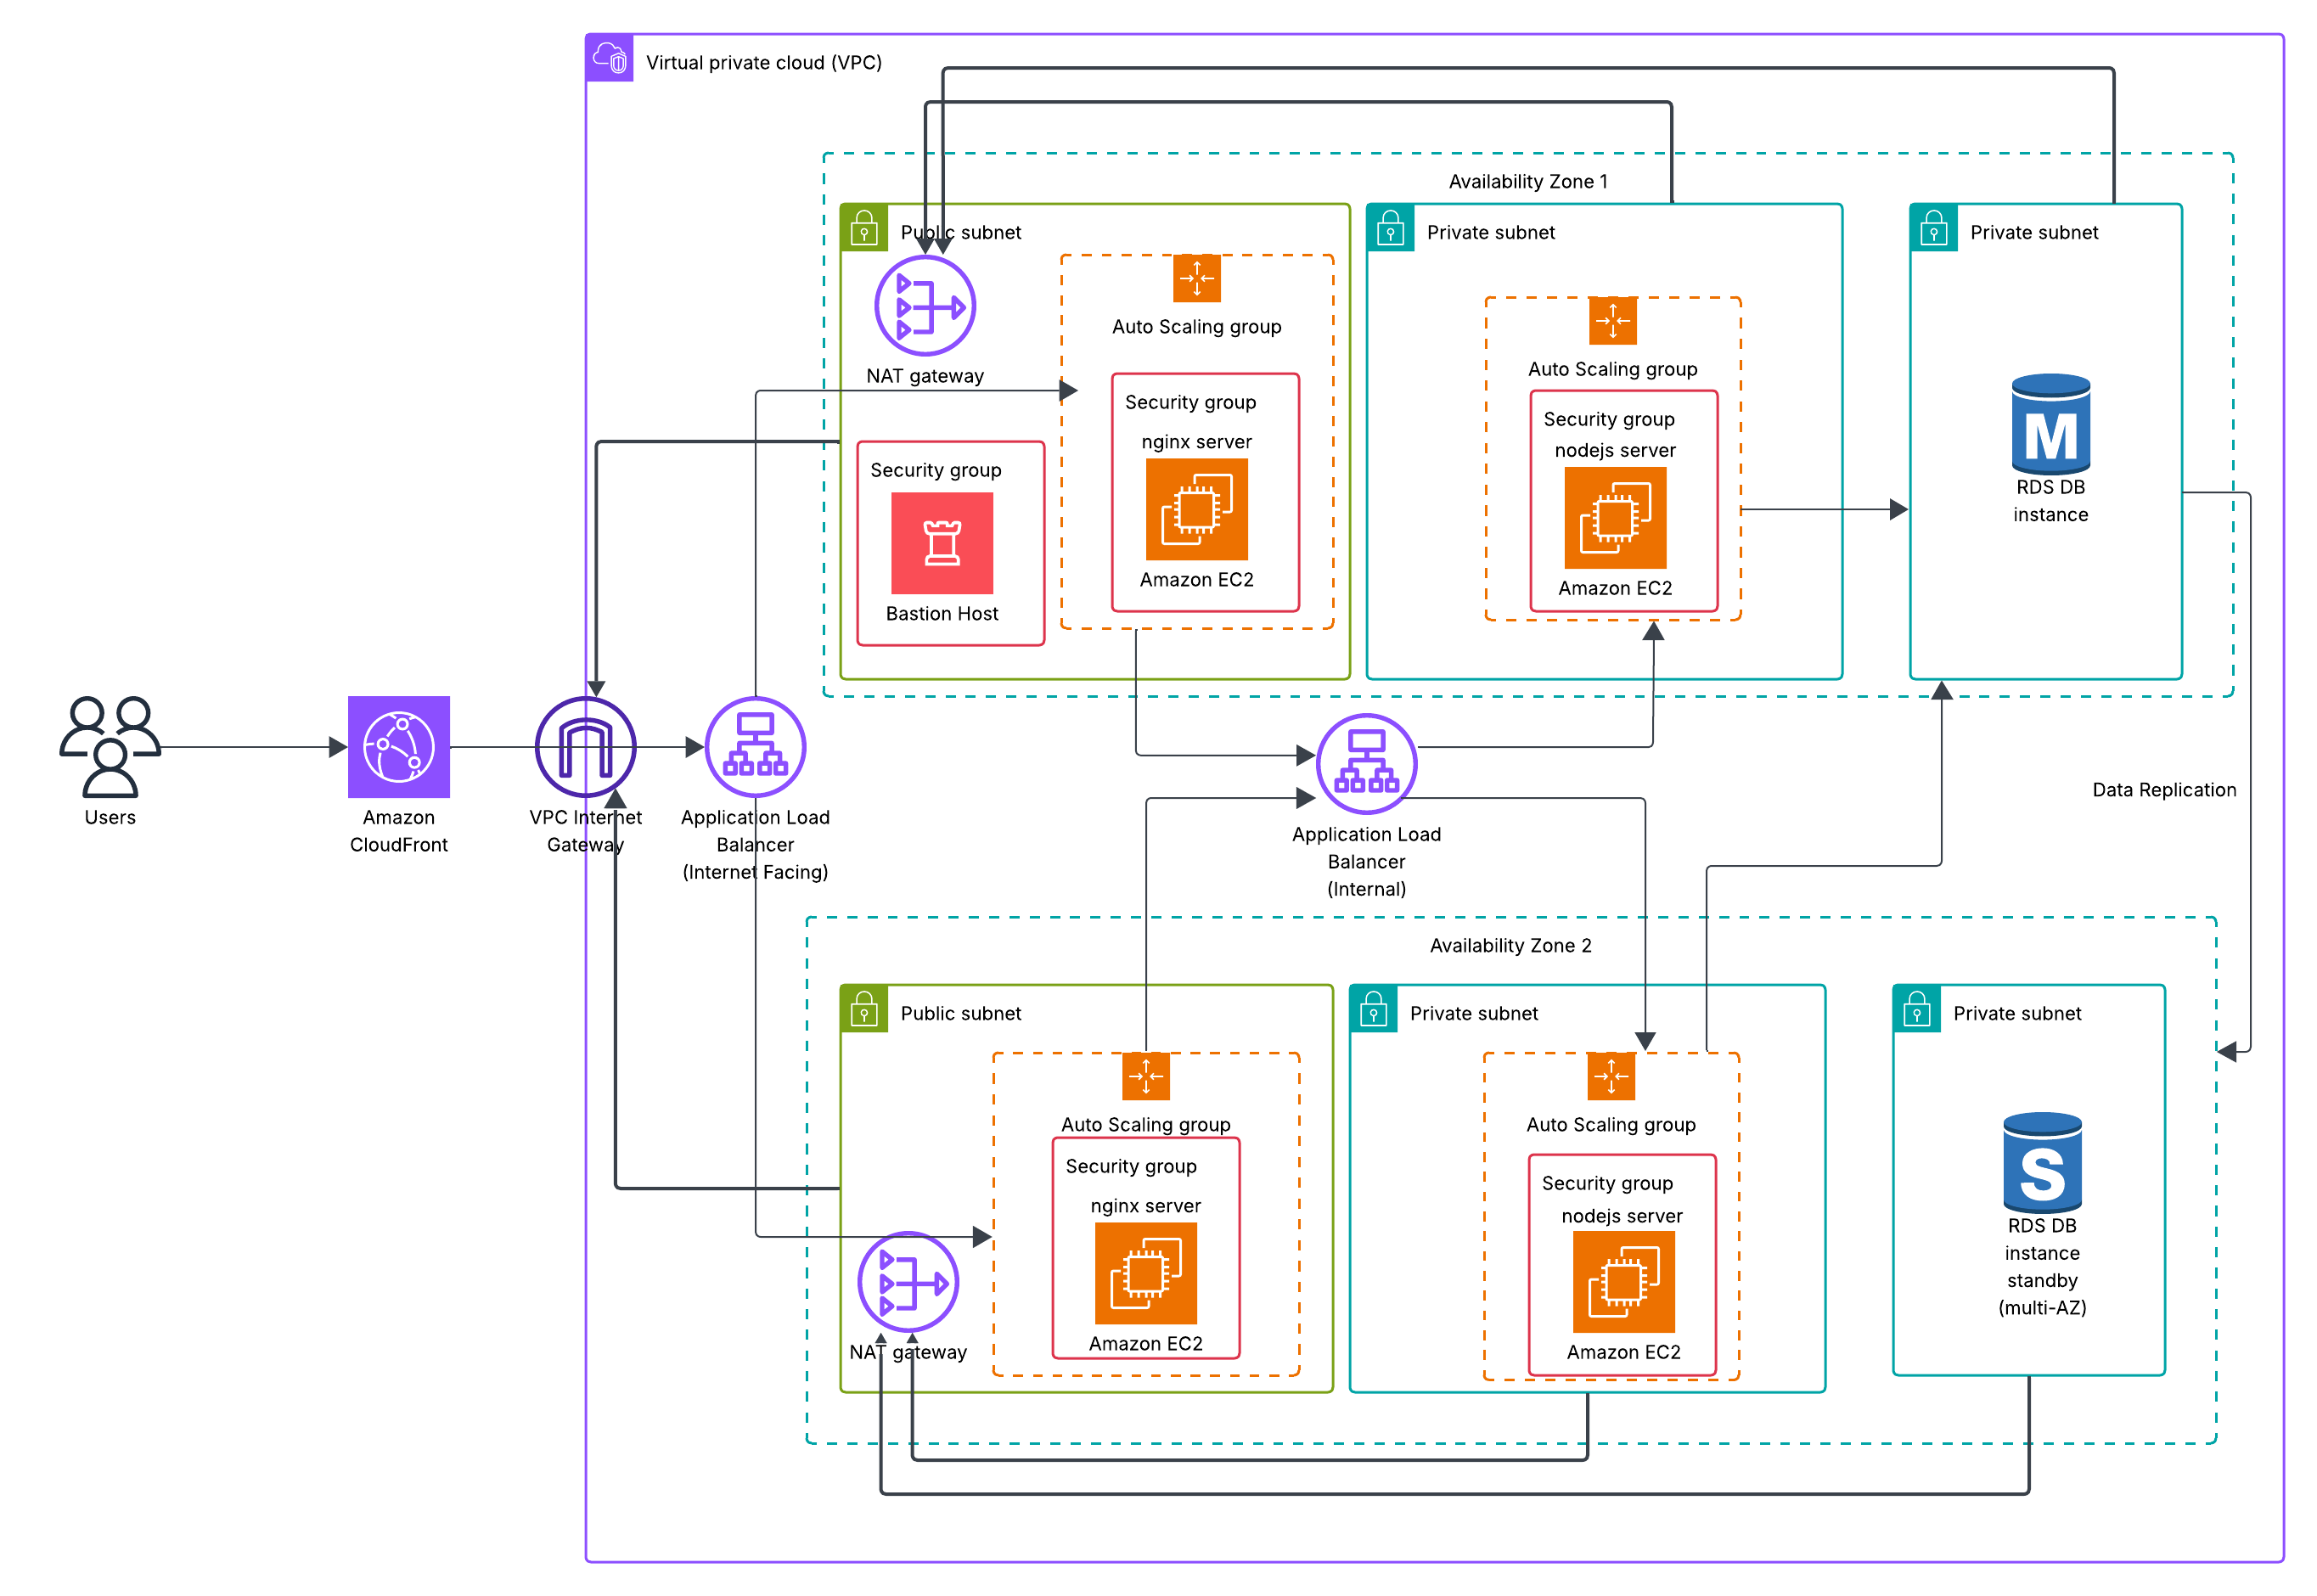 Virtual private cloud (VPC)
Availability Zone 1
Public subnet
Private subnet
Private subnet
NAT gateway
Auto Scaling group
Security group
nginx server
Amazon EC2
Security group
Bastion Host
Auto Scaling group
Security group
nodejs server
Amazon EC2
M
RDS DB
instance
Users
Amazon
CloudFront
VPC Internet
Gateway
Application Load
Balancer
(Internet Facing)
Application Load
Balancer
(Internal)
Data Replication
Availability Zone 2
Public subnet
Private subnet
Private subnet
Auto Scaling group
Security group
nginx server
Amazon EC2
NAT gateway
Auto Scaling group
Security group
nodejs server
Amazon EC2
S
RDS DB
instance
standby
(multi-AZ)